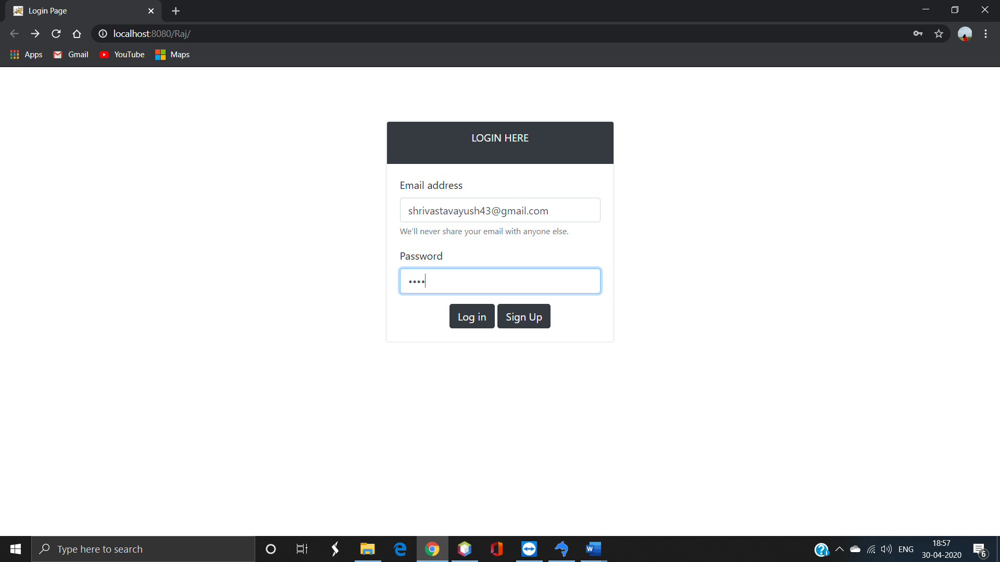 Login Page
localhost:8080/Raj/
Apps Gmail YouTube Maps
LOGIN HERE
Email address
shrivastavayush43@gmail.com
We'll never share your email with anyone else.
Password
••••
Log in Sign Up
Type here to search
ENG
18:57
30-04-2020
6